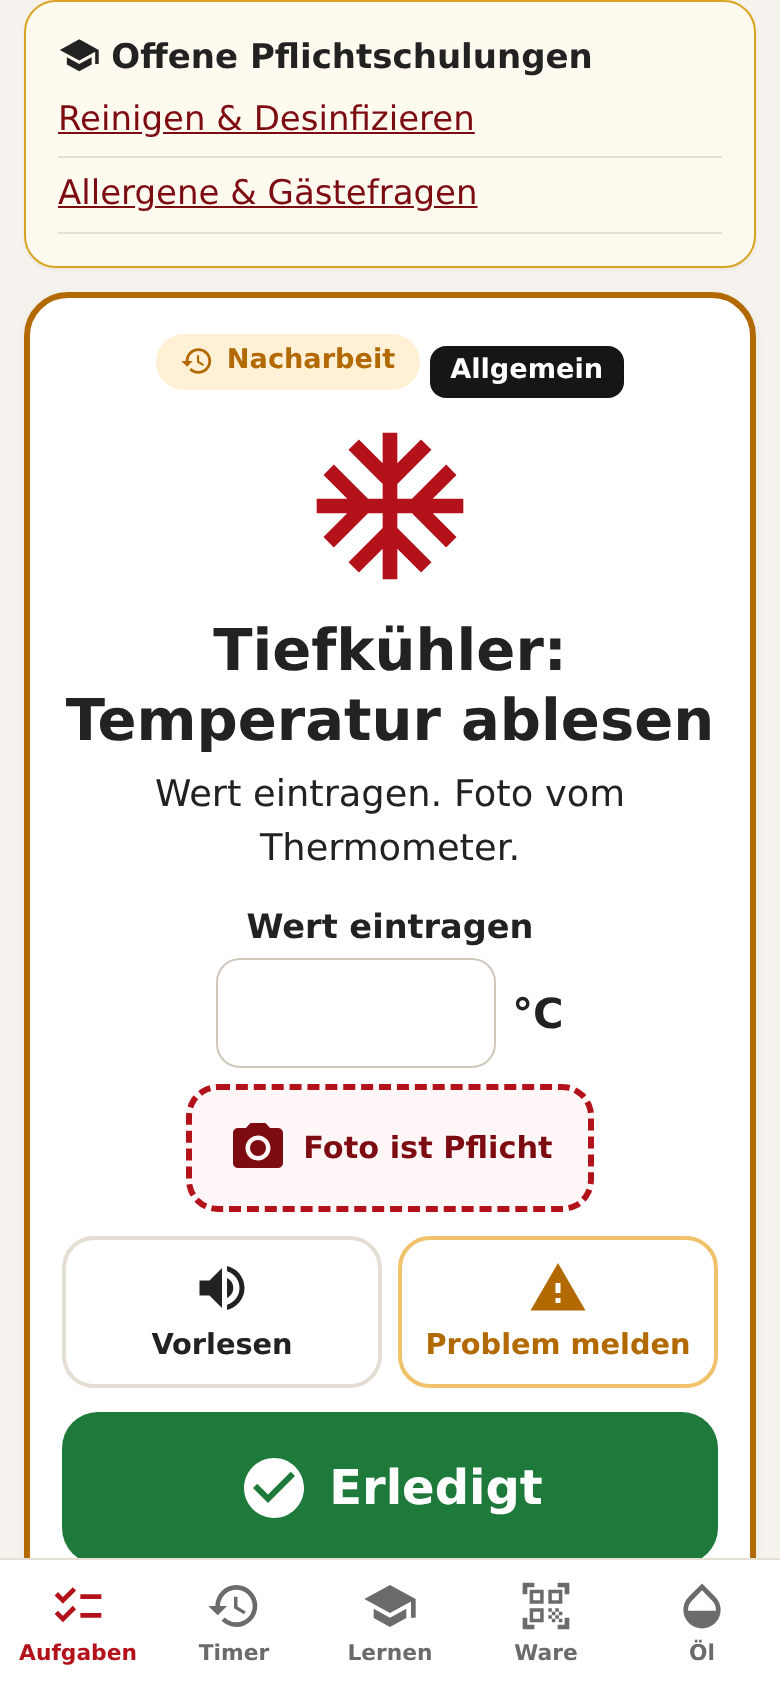 Offene Pflichtschulungen
Reinigen & Desinfizieren
Allergene & Gästefragen
Nacharbeit
Allgemein
Tiefkühler:
Temperatur ablesen
Wert eintragen. Foto vom
Thermometer.
Wert eintragen
°C
Foto ist Pflicht
Vorlesen
Problem melden
Erledigt
Aufgaben
Timer
Lernen
Ware
Öl